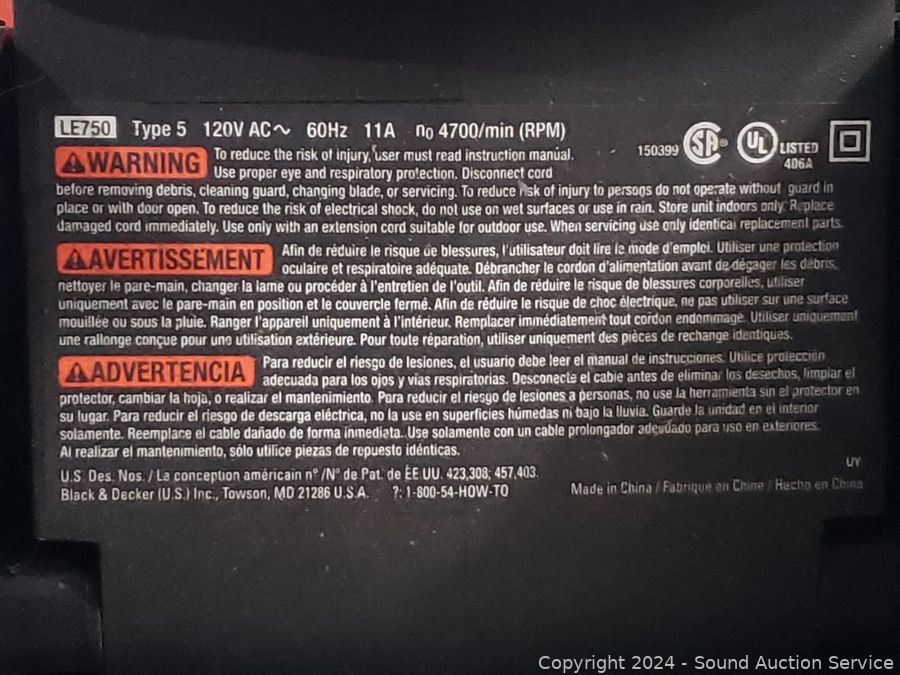 LE750 Type 5 120V AC∿ 60Hz 11A n₀ 4700/min (RPM)
150399 SA® UL LISTED 406A
⚠WARNING To reduce the risk of injury, user must read instruction manual.
Use proper eye and respiratory protection. Disconnect cord
before removing debris, cleaning guard, changing blade, or servicing. To reduce risk of injury to persons do not operate without guard in
place or with door open. To reduce the risk of electrical shock, do not use on wet surfaces or use in rain. Store unit indoors only. Replace
damaged cord immediately. Use only with an extension cord suitable for outdoor use. When servicing use only identical replacement parts.
⚠AVERTISSEMENT Afin de réduire le risque de blessures, l'utilisateur doit lire le mode d'emploi. Utiliser une protection
oculaire et respiratoire adéquate. Débrancher le cordon d'alimentation avant de dégager les débris,
nettoyer le pare-main, changer la lame ou procéder à l'entretien de l'outil. Afin de réduire le risque de blessures corporelles, utiliser
uniquement avec le pare-main en position et le couvercle fermé. Afin de réduire le risque de choc électrique, ne pas utiliser sur une surface
mouillée ou sous la pluie. Ranger l'appareil uniquement à l'intérieur. Remplacer immédiatement tout cordon endommagé. Utiliser uniquement
une rallonge conçue pour une utilisation extérieure. Pour toute réparation, utiliser uniquement des pièces de rechange identiques.
⚠ADVERTENCIA Para reducir el riesgo de lesiones, el usuario debe leer el manual de instrucciones. Utilice protección
adecuada para los ojos y vías respiratorias. Desconecte el cable antes de eliminar los desechos, limpiar el
protector, cambiar la hoja, o realizar el mantenimiento. Para reducir el riesgo de lesiones a personas, no use la herramienta sin el protector en
su lugar. Para reducir el riesgo de descarga eléctrica, no la use en superficies húmedas ni bajo la lluvia. Guarde la unidad en el interior
solamente. Reemplace el cable dañado de forma inmediata. Use solamente con un cable prolongador adecuado para uso en exteriores.
Al realizar el mantenimiento, sólo utilice piezas de repuesto idénticas.
U.S. Des. Nos. / La conception américain n° /N° de Pat. de EE UU. 423,308; 457,403.
UY
Black & Decker (U.S.) Inc., Towson, MD 21286 U.S.A. ?: 1-800-54-HOW-TO
Made in China / Fabriqué en Chine / Hecho en China
Copyright 2024 - Sound Auction Service